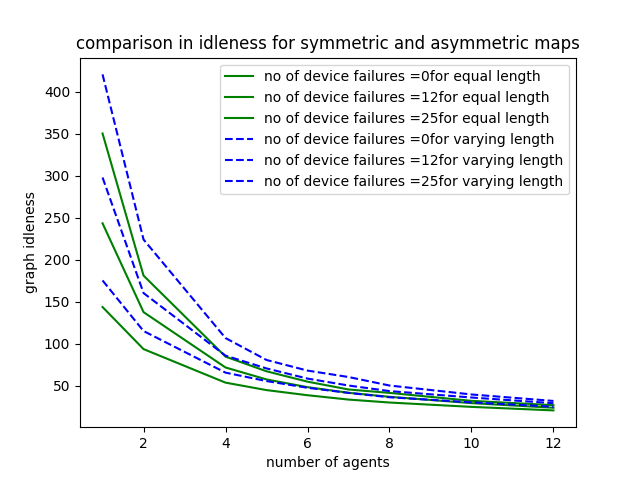 comparison in idleness for symmetric and asymmetric maps
no of device failures =0for equal length
no of device failures =12for equal length
no of device failures =25for equal length
no of device failures =0for varying length
no of device failures =12for varying length
no of device failures =25for varying length
graph idleness
400
350
300
250
200
150
100
50
2 4 6 8 10 12
number of agents